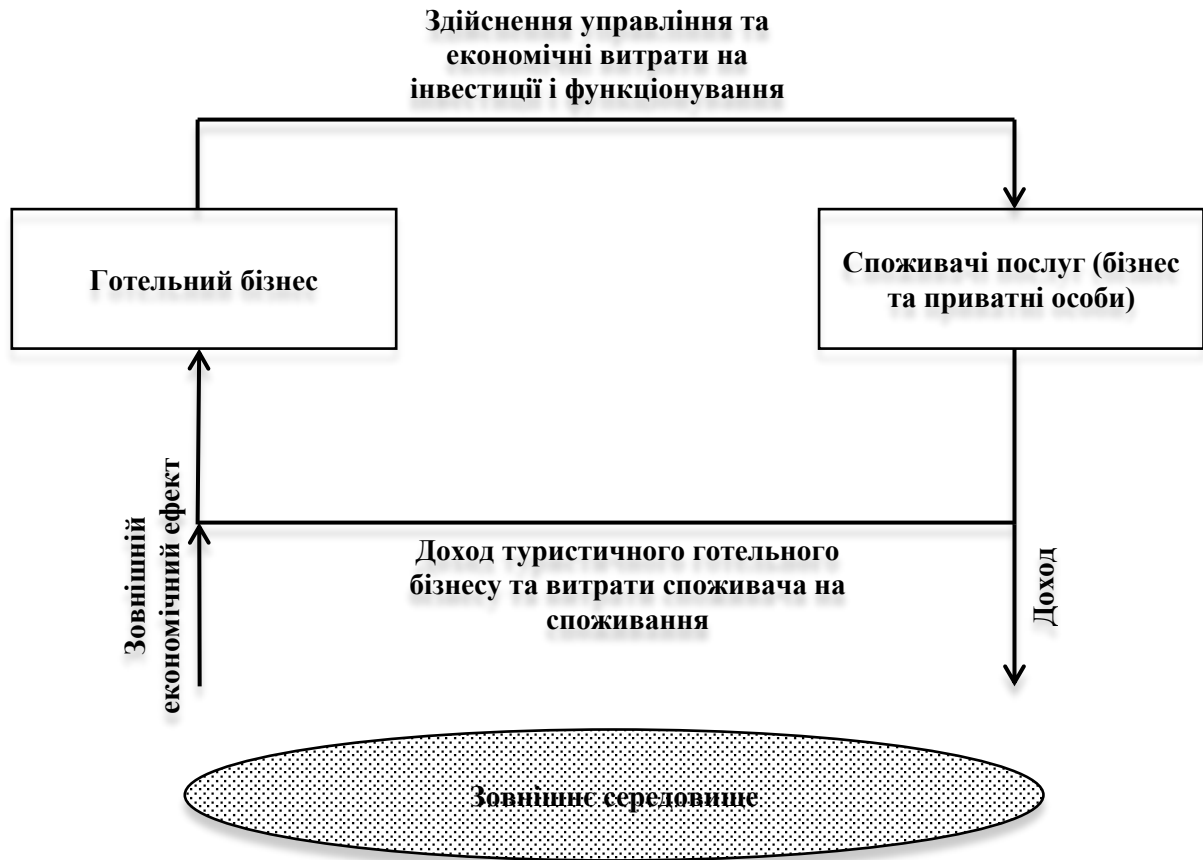 Здійснення управління та
економічні витрати на
інвестиції і функціонування
Готельний бізнес
Споживачі послуг (бізнес
та приватні особи)
Зовнішній
економічний ефект
Доход туристичного готельного
бізнесу та витрати споживача на
споживання
Доход
Зовнішнє середовище